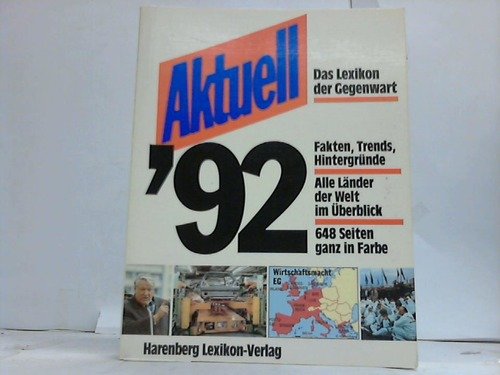 Aktuell
'92
Das Lexikon
der Gegenwart
Fakten, Trends,
Hintergründe
Alle Länder
der Welt
im Überblick
648 Seiten
ganz in Farbe
Wirtschaftsmacht
EG
Harenberg Lexikon-Verlag